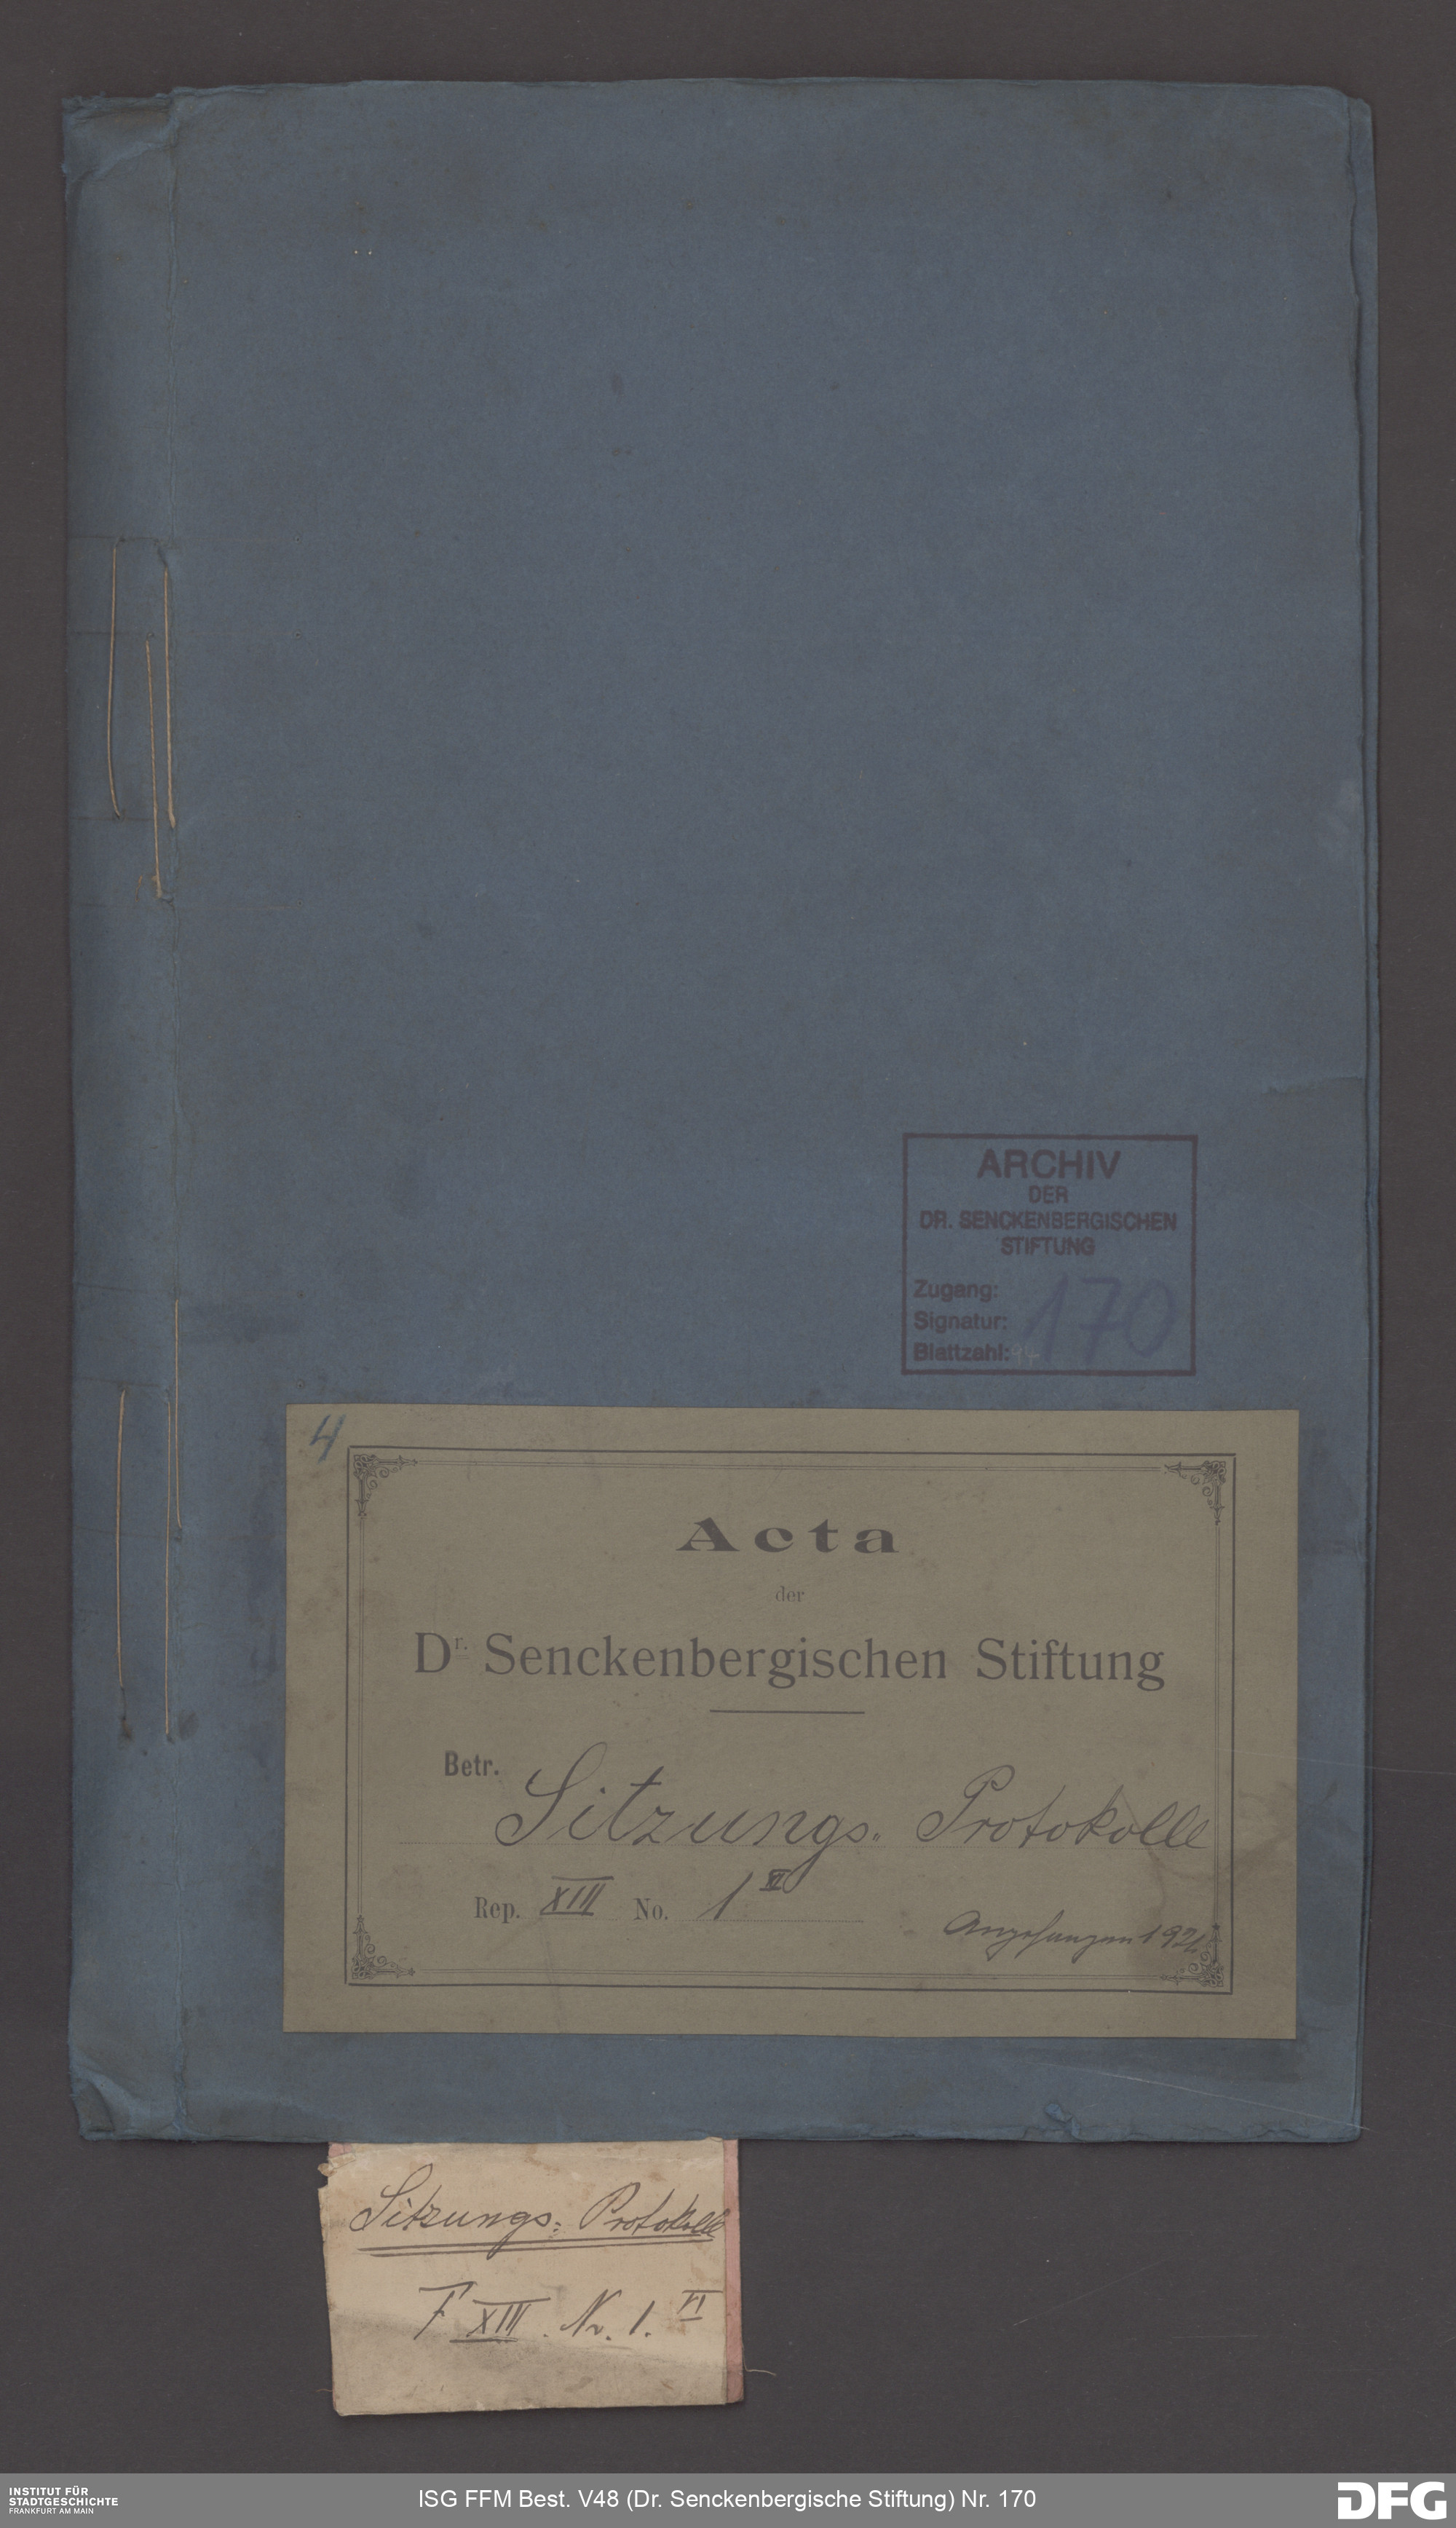 ARCHIV
DER
DR. SENCKENBERGISCHEN
STIFTUNG
Zugang:
Signatur: 170
Blattzahl: 94
4
Acta
der
Dr. Senckenbergischen Stiftung
Betr.
Sitzungs- Protokolle
Rep. XIII No. 1 VI
Angefangen 192
Sitzungs- Protokolle
F XIII. Nr. 1. VI
INSTITUT FÜR
STADTGESCHICHTE
FRANKFURT AM MAIN
ISG FFM Best. V48 (Dr. Senckenbergische Stiftung) Nr. 170
DFG